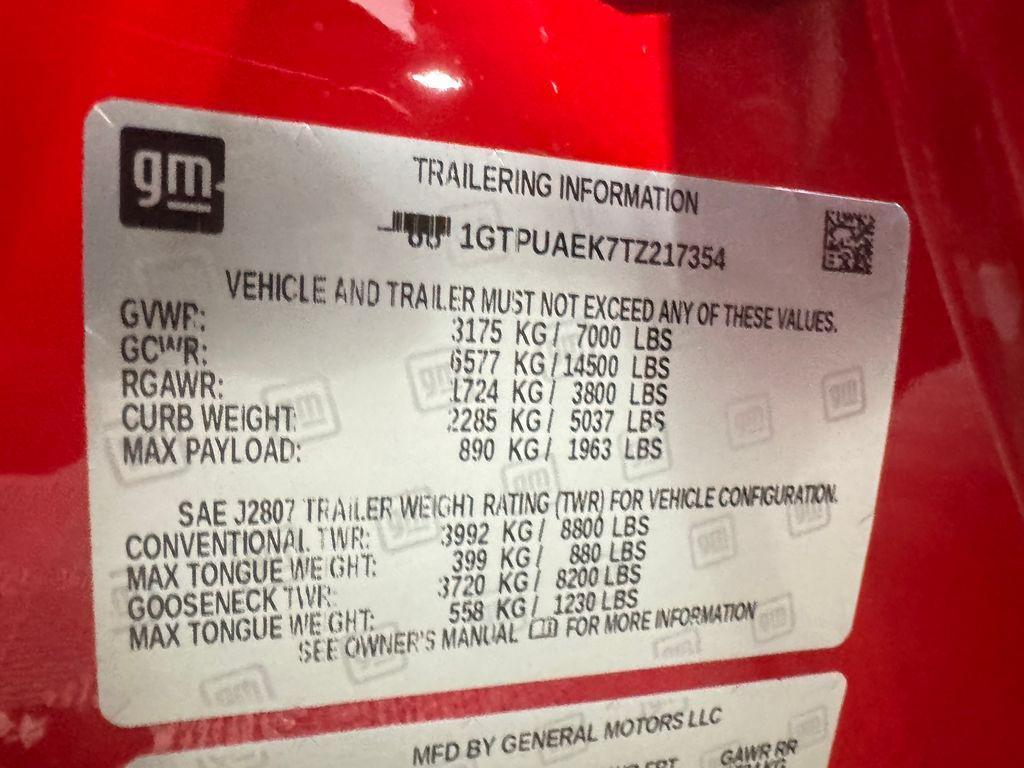 gm
TRAILERING INFORMATION
1GTPUAEK7TZ217354
VEHICLE AND TRAILER MUST NOT EXCEED ANY OF THESE VALUES.
GVWR: 3175 KG / 7000 LBS
GCWR: 6577 KG / 14500 LBS
RGAWR: 1724 KG / 3800 LBS
CURB WEIGHT: 2285 KG / 5037 LBS
MAX PAYLOAD: 890 KG / 1963 LBS
SAE J2807 TRAILER WEIGHT RATING (TWR) FOR VEHICLE CONFIGURATION.
CONVENTIONAL TWR: 3992 KG / 8800 LBS
MAX TONGUE WEIGHT: 399 KG / 880 LBS
GOOSENECK TWR: 3720 KG / 8200 LBS
MAX TONGUE WEIGHT: 558 KG / 1230 LBS
SEE OWNER'S MANUAL FOR MORE INFORMATION
MFD BY GENERAL MOTORS LLC
GAWR RR